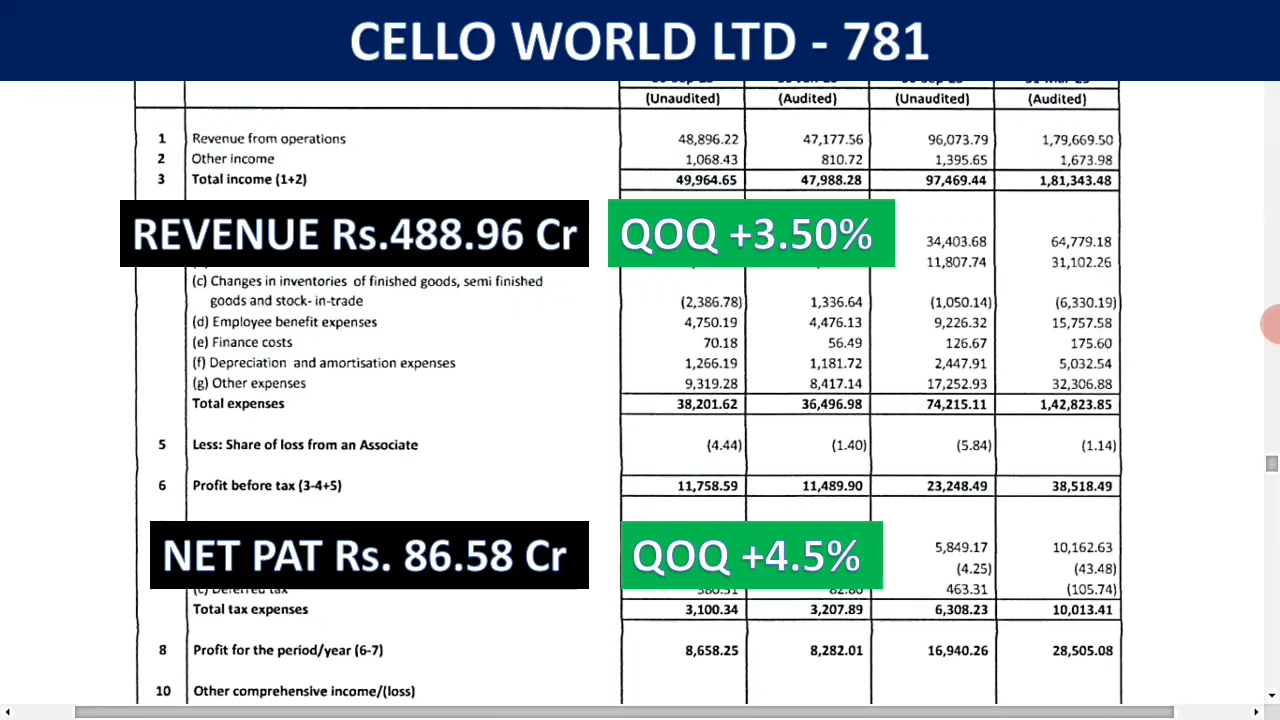 CELLO WORLD LTD - 781
(Unaudited) (Audited) (Unaudited) (Audited)
1 Revenue from operations 48,896.22 47,177.56 96,073.79 1,79,669.50
2 Other income 1,068.43 810.72 1,395.65 1,673.98
3 Total income (1+2) 49,964.65 47,988.28 97,469.44 1,81,343.48
REVENUE Rs.488.96 Cr QOQ +3.50%
34,403.68 64,779.18
11,807.74 31,102.26
(c) Changes in inventories of finished goods, semi finished
goods and stock- in-trade (2,386.78) 1,336.64 (1,050.14) (6,330.19)
(d) Employee benefit expenses 4,750.19 4,476.13 9,226.32 15,757.58
(e) Finance costs 70.18 56.49 126.67 175.60
(f) Depreciation and amortisation expenses 1,266.19 1,181.72 2,447.91 5,032.54
(g) Other expenses 9,319.28 8,417.14 17,252.93 32,306.88
Total expenses 38,201.62 36,496.98 74,215.11 1,42,823.85
5 Less: Share of loss from an Associate (4.44) (1.40) (5.84) (1.14)
6 Profit before tax (3-4+5) 11,758.59 11,489.90 23,248.49 38,518.49
NET PAT Rs. 86.58 Cr QOQ +4.5%
5,849.17 10,162.63
(4.25) (43.48)
463.31 (105.74)
Total tax expenses 3,100.34 3,207.89 6,308.23 10,013.41
8 Profit for the period/year (6-7) 8,658.25 8,282.01 16,940.26 28,505.08
10 Other comprehensive income/(loss)